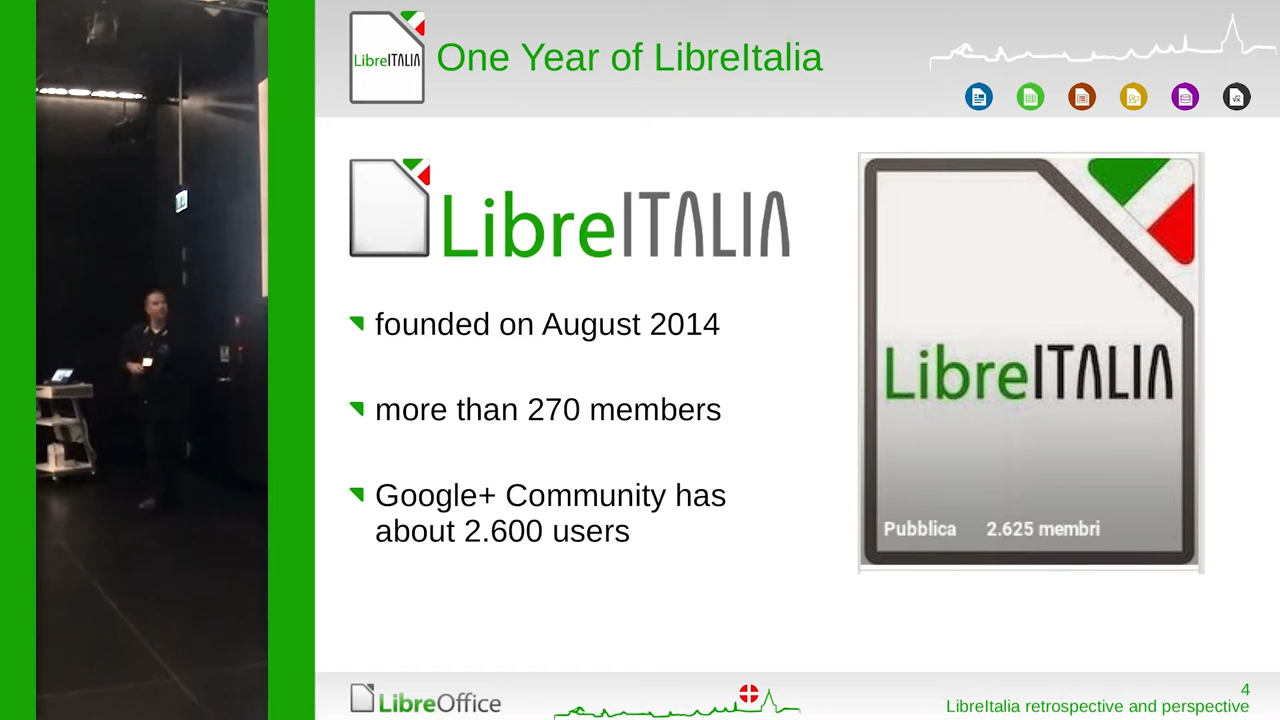 LibreITALIA
One Year of LibreItalia
LibreITALIA
founded on August 2014
more than 270 members
Google+ Community has
about 2.600 users
LibreITALIA
Pubblica 2.625 membri
LibreOffice
4
LibreItalia retrospective and perspective